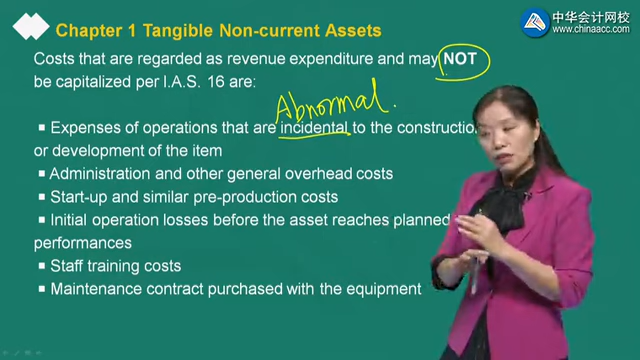 Chapter 1 Tangible Non-current Assets
中华会计网校
www.chinaacc.com
Costs that are regarded as revenue expenditure and may NOT
be capitalized per I.A.S. 16 are:
Abnormal.
▪ Expenses of operations that are incidental to the constructio
or development of the item
▪ Administration and other general overhead costs
▪ Start-up and similar pre-production costs
▪ Initial operation losses before the asset reaches planned
performances
▪ Staff training costs
▪ Maintenance contract purchased with the equipment